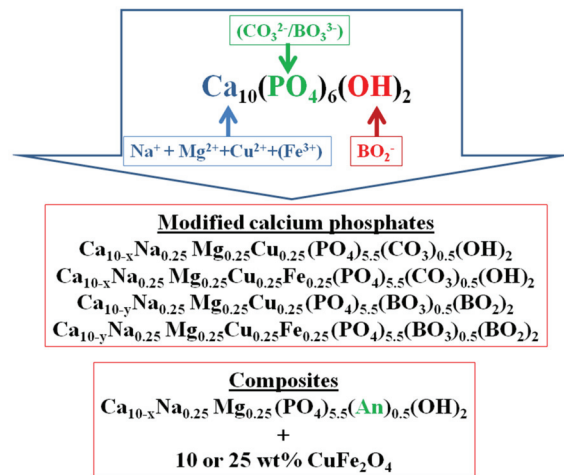 (CO₃²⁻/BO₃³⁻)
Ca₁₀(PO₄)₆(OH)₂
Na⁺ + Mg²⁺+Cu²⁺+(Fe³⁺)
BO₂⁻
Modified calcium phosphates
Ca₁₀₋ₓNa₀.₂₅ Mg₀.₂₅Cu₀.₂₅(PO₄)₅.₅(CO₃)₀.₅(OH)₂
Ca₁₀₋ₓNa₀.₂₅ Mg₀.₂₅Cu₀.₂₅Fe₀.₂₅(PO₄)₅.₅(CO₃)₀.₅(OH)₂
Ca₁₀₋yNa₀.₂₅ Mg₀.₂₅Cu₀.₂₅(PO₄)₅.₅(BO₃)₀.₅(BO₂)₂
Ca₁₀₋yNa₀.₂₅ Mg₀.₂₅Cu₀.₂₅Fe₀.₂₅(PO₄)₅.₅(BO₃)₀.₅(BO₂)₂
Composites
Ca₁₀₋ₓNa₀.₂₅ Mg₀.₂₅(PO₄)₅.₅(An)₀.₅(OH)₂
+
10 or 25 wt% CuFe₂O₄